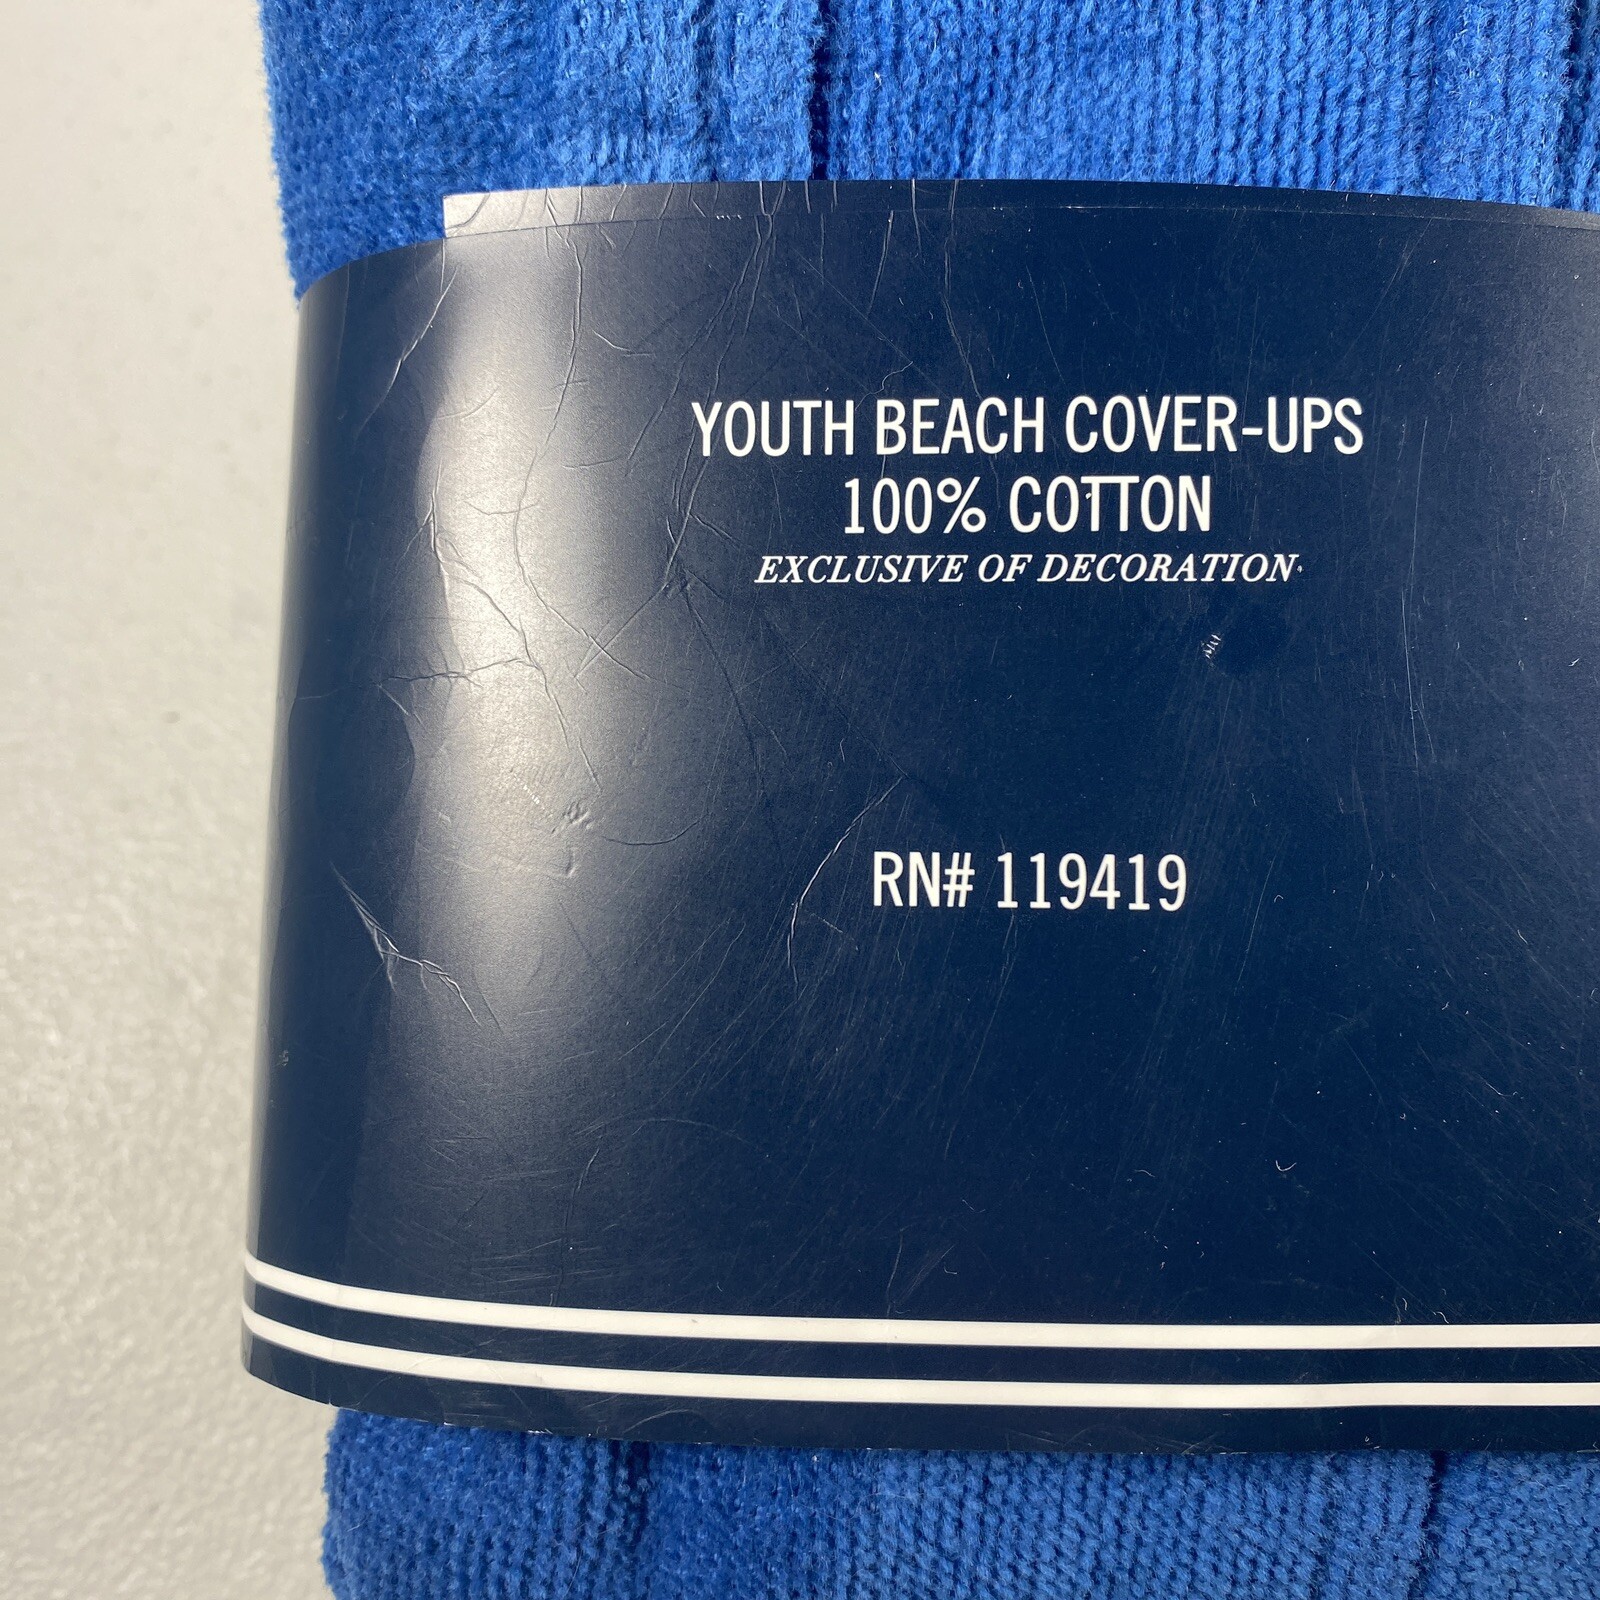 YOUTH BEACH COVER-UPS
100% COTTON
EXCLUSIVE OF DECORATION
RN# 119419